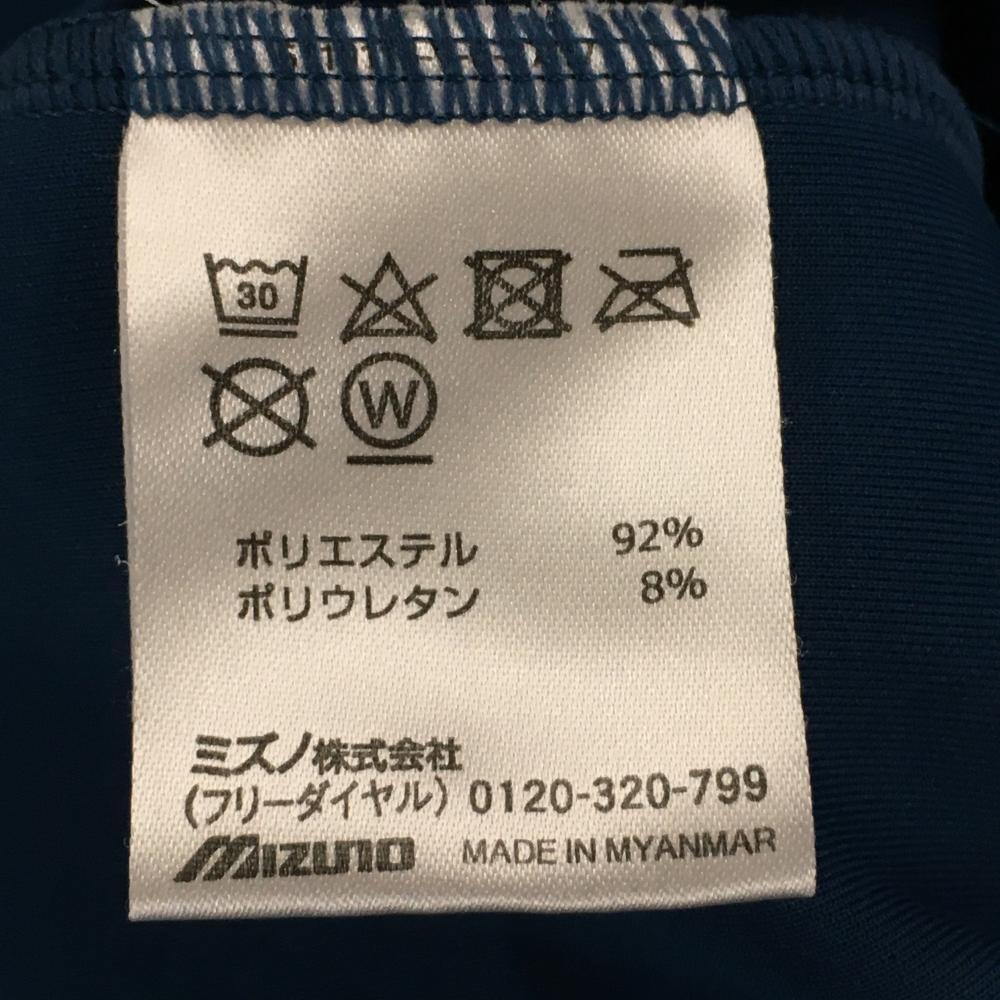 30
W
ポリエステル 92%
ポリウレタン 8%
ミズノ株式会社
(フリーダイヤル) 0120-320-799
MIZUNO MADE IN MYANMAR